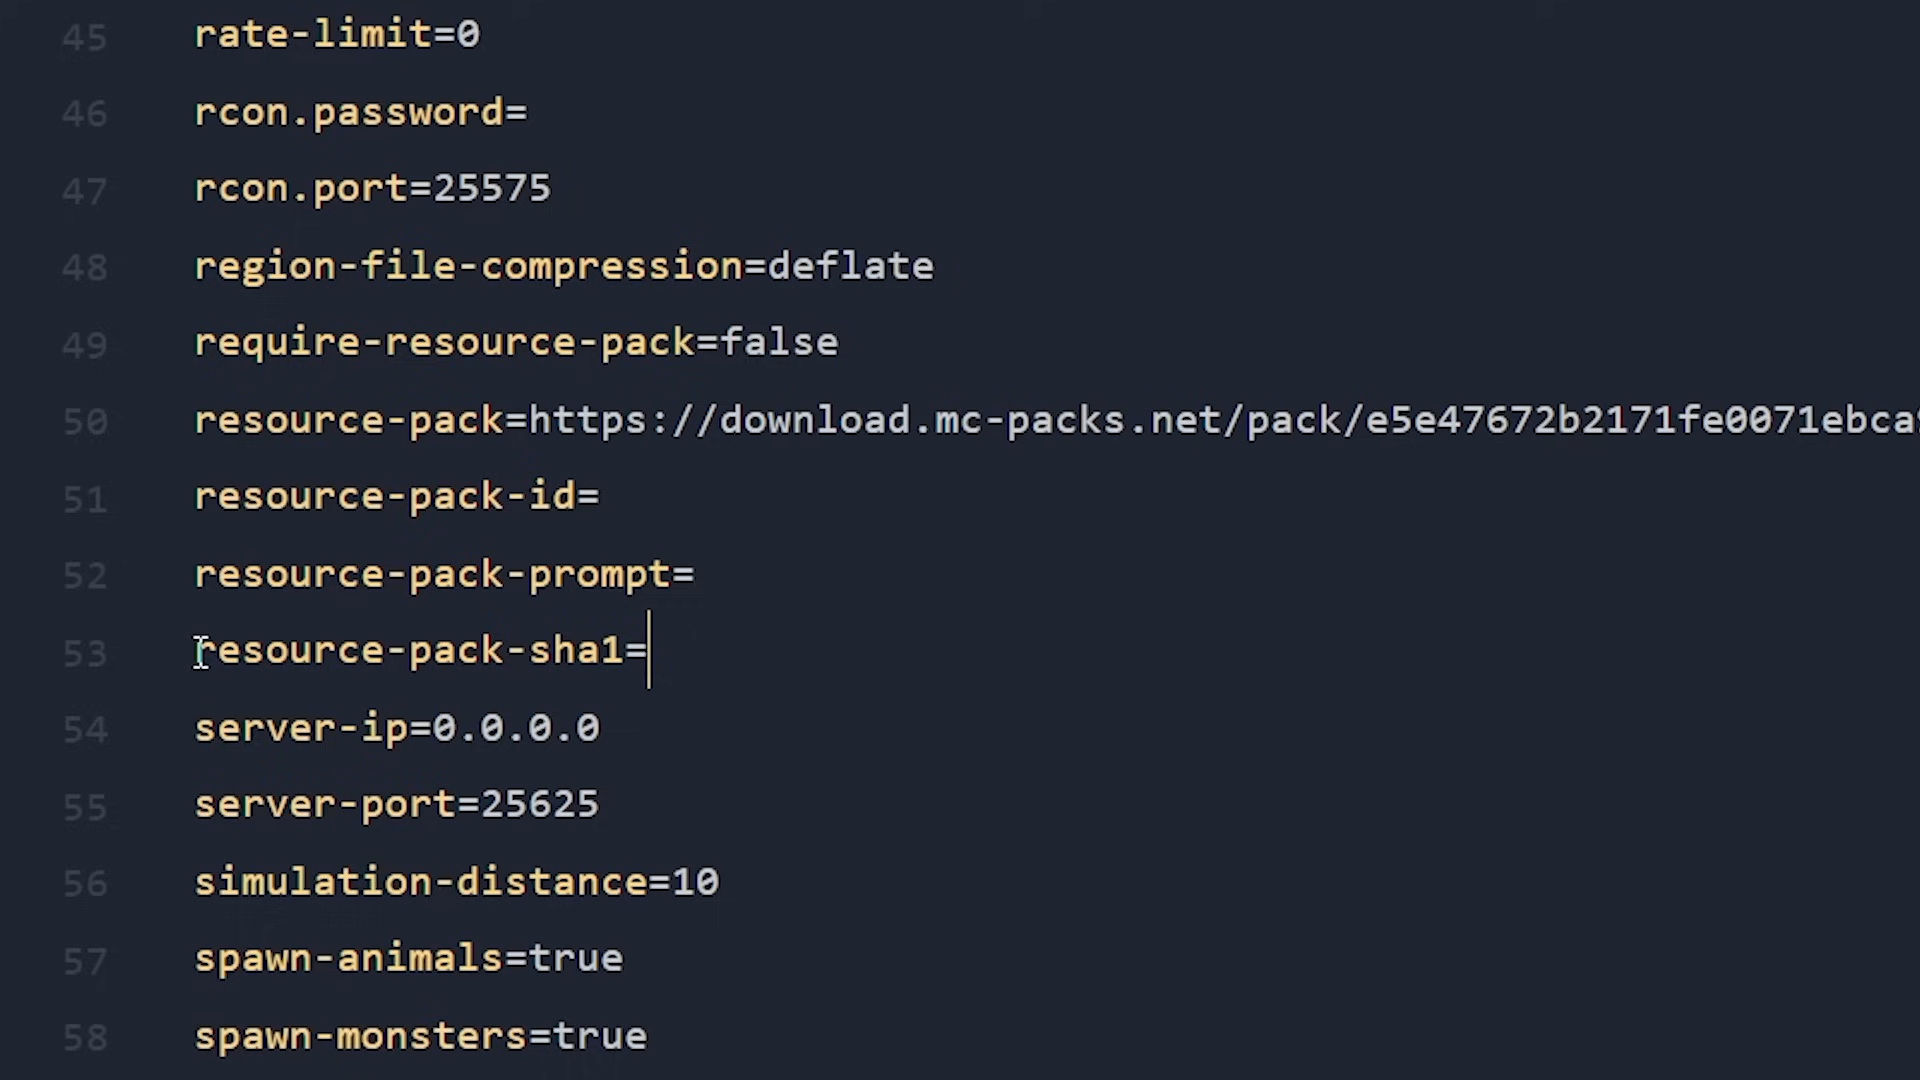 45 rate-limit=0
46 rcon.password=
47 rcon.port=25575
48 region-file-compression=deflate
49 require-resource-pack=false
50 resource-pack=https://download.mc-packs.net/pack/e5e47672b2171fe0071ebca9
51 resource-pack-id=
52 resource-pack-prompt=
53 resource-pack-sha1=
54 server-ip=0.0.0.0
55 server-port=25625
56 simulation-distance=10
57 spawn-animals=true
58 spawn-monsters=true